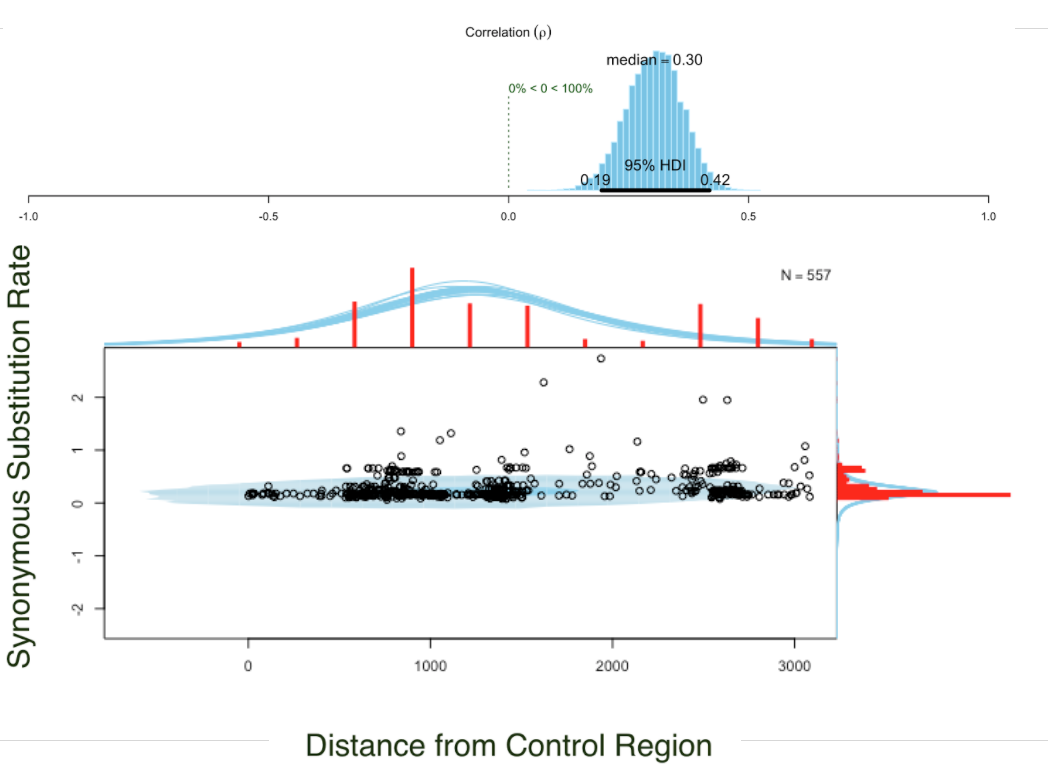 Correlation (ρ)
median = 0.30
0% < 0 < 100%
95% HDI
0.19
0.42
-1.0
-0.5
0.0
0.5
1.0
N = 557
Synonymous Substitution Rate
2
1
0
-1
-2
0
1000
2000
3000
Distance from Control Region